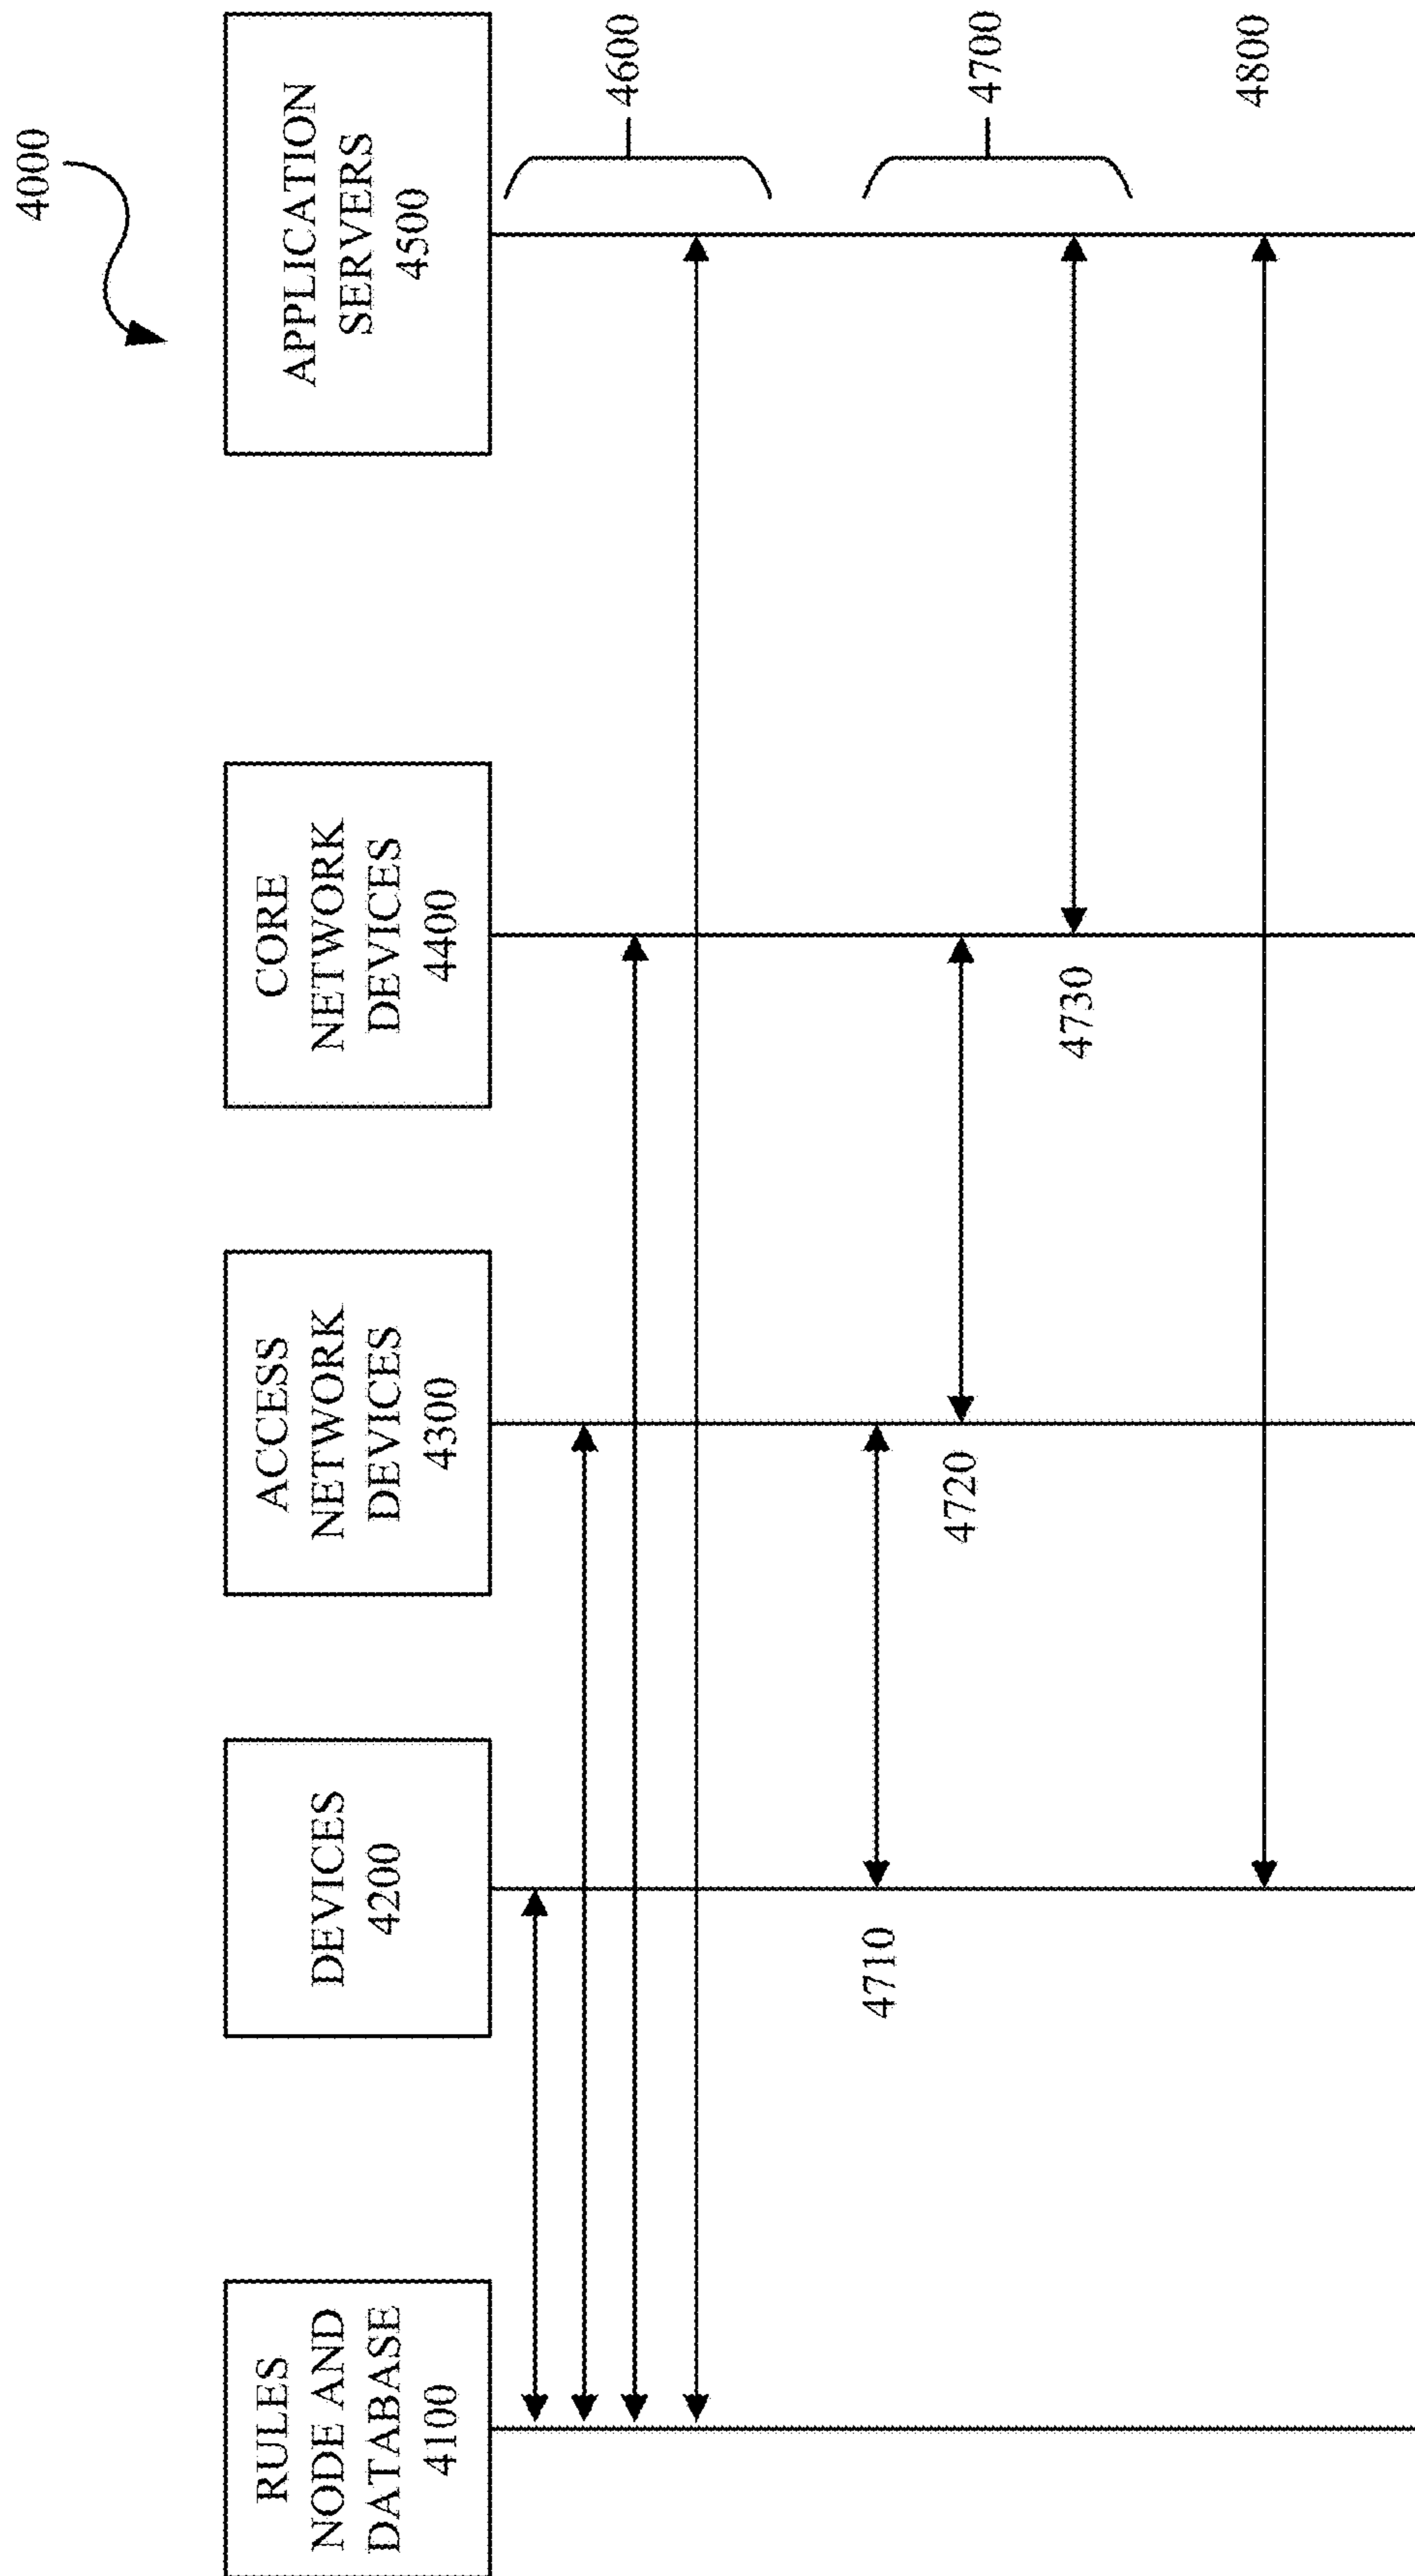 4000
RULES
NODE AND
DATABASE
4100
DEVICES
4200
ACCESS
NETWORK
DEVICES
4300
CORE
NETWORK
DEVICES
4400
APPLICATION
SERVERS
4500
4600
4710
4720
4730
4700
4800